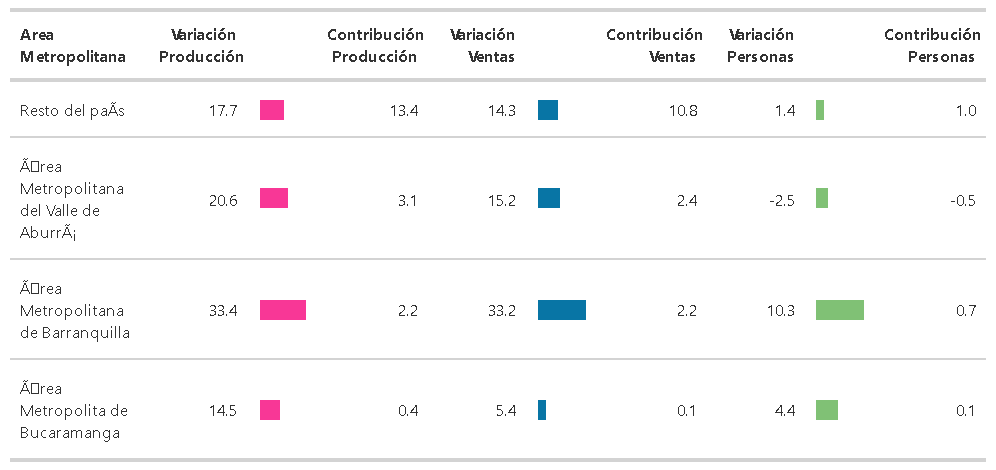 Area Metropolitana Variación Producción Contribución Producción Variación Ventas Contribución Ventas Variación Personas Contribución Personas
Resto del paÃs 17.7 13.4 14.3 10.8 1.4 1.0
Ã□rea
Metropolitana
del Valle de
AburrÃ¡
20.6 3.1 15.2 2.4 -2.5 -0.5
Ã□rea
Metropolitana
de Barranquilla
33.4 2.2 33.2 2.2 10.3 0.7
Ã□rea
Metropolita de
Bucaramanga
14.5 0.4 5.4 0.1 4.4 0.1